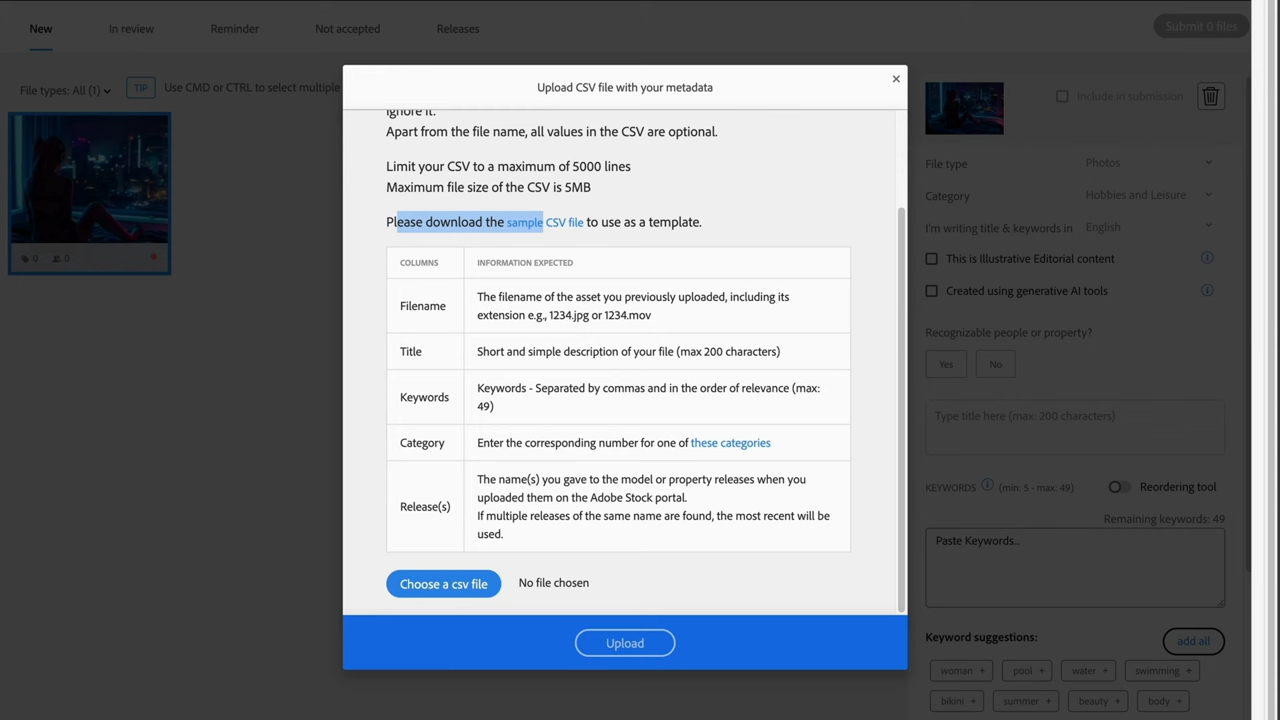 New
In review
Reminder
Not accepted
Releases
Submit 0 files
File types: All (1)
TIP
Use CMD or CTRL to select multiple
0
0
Upload CSV file with your metadata
×
ignore it.
Apart from the file name, all values in the CSV are optional.
Limit your CSV to a maximum of 5000 lines
Maximum file size of the CSV is 5MB
Please download the sample CSV file to use as a template.
COLUMNS
INFORMATION EXPECTED
Filename
The filename of the asset you previously uploaded, including its
extension e.g., 1234.jpg or 1234.mov
Title
Short and simple description of your file (max 200 characters)
Keywords
Keywords - Separated by commas and in the order of relevance (max:
49)
Category
Enter the corresponding number for one of these categories
Release(s)
The name(s) you gave to the model or property releases when you
uploaded them on the Adobe Stock portal.
If multiple releases of the same name are found, the most recent will be
used.
Choose a csv file
No file chosen
Upload
Include in submission
File type
Photos
Category
Hobbies and Leisure
I'm writing title & keywords in
English
This is Illustrative Editorial content
Created using generative AI tools
Recognizable people or property?
Yes
No
Type title here (max: 200 characters)
KEYWORDS
(min: 5 - max: 49)
Reordering tool
Remaining keywords: 49
Paste Keywords...
Keyword suggestions:
add all
woman +
pool +
water +
swimming +
bikini +
summer +
beauty +
body +